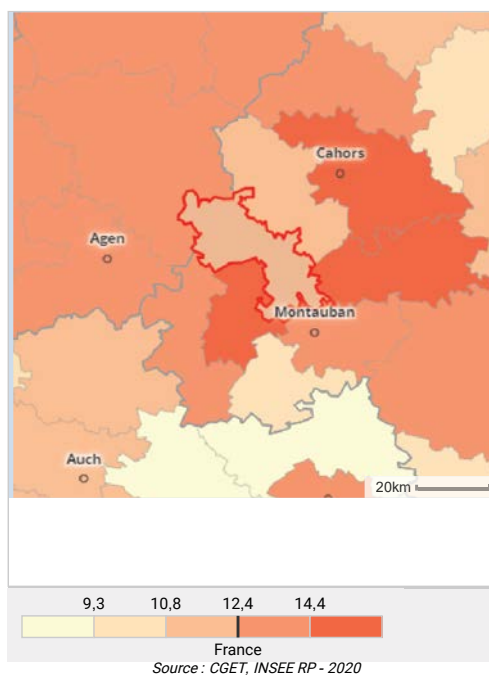 Cahors
Agen
Montauban
Auch
20km
9,3 10,8 12,4 14,4
France
Source : CGET, INSEE RP - 2020